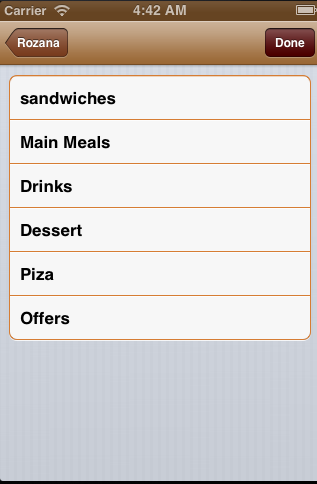 Carrier 4:42 AM
Rozana Done
sandwiches
Main Meals
Drinks
Dessert
Piza
Offers